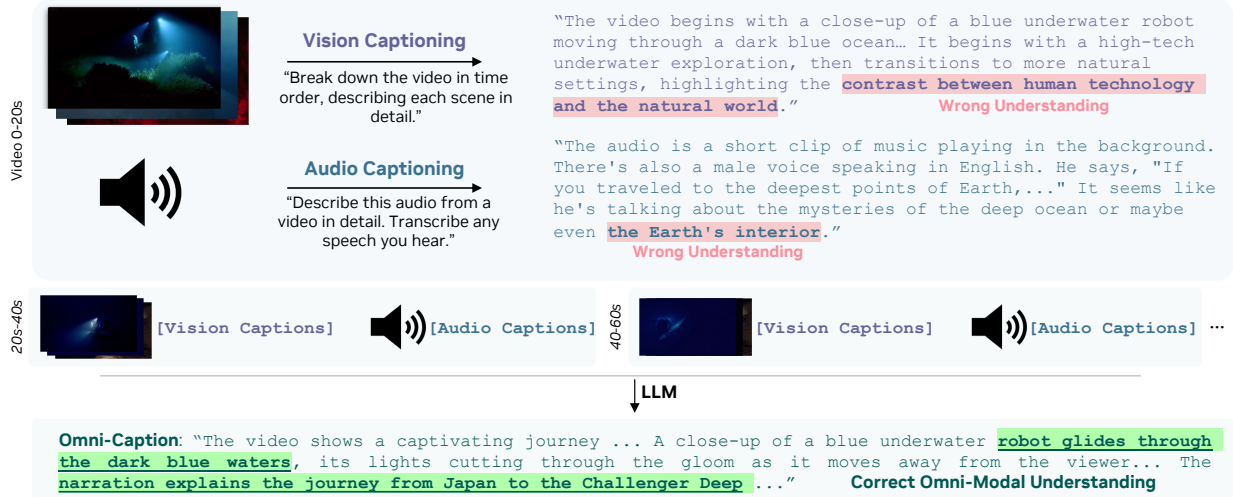 Video 0-20s
Vision Captioning
“Break down the video in time
order, describing each scene in
detail.”
“The video begins with a close-up of a blue underwater robot
moving through a dark blue ocean… It begins with a high-tech
underwater exploration, then transitions to more natural
settings, highlighting the contrast between human technology
and the natural world.”
Wrong Understanding
Audio Captioning
“Describe this audio from a
video in detail. Transcribe any
speech you hear.”
“The audio is a short clip of music playing in the background.
There's also a male voice speaking in English. He says, "If
you traveled to the deepest points of Earth,..." It seems like
he's talking about the mysteries of the deep ocean or maybe
even the Earth's interior.”
Wrong Understanding
20s-40s
[Vision Captions]
[Audio Captions]
40-60s
[Vision Captions]
[Audio Captions]
…
LLM
Omni-Caption: “The video shows a captivating journey ... A close-up of a blue underwater robot glides through
the dark blue waters, its lights cutting through the gloom as it moves away from the viewer... The
narration explains the journey from Japan to the Challenger Deep ...”
Correct Omni-Modal Understanding